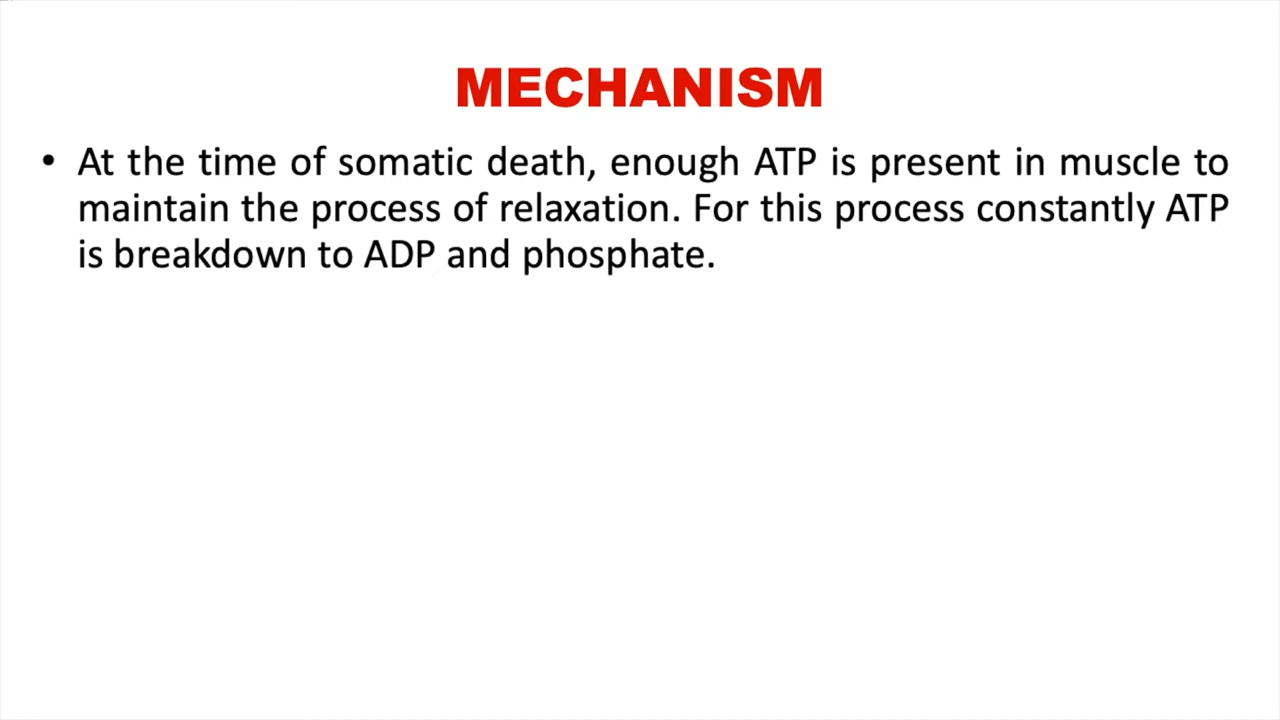 MECHANISM
• At the time of somatic death, enough ATP is present in muscle to
maintain the process of relaxation. For this process constantly ATP
is breakdown to ADP and phosphate.